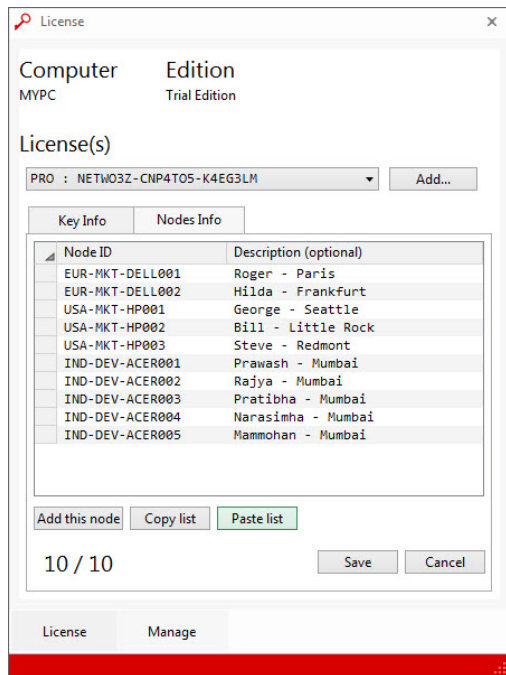 License
Computer Edition
MYPC Trial Edition
License(s)
PRO : NETWO3Z-CNP4TO5-K4EG3LM Add...
Key Info Nodes Info
Node ID Description (optional)
EUR-MKT-DELL001 Roger - Paris
EUR-MKT-DELL002 Hilda - Frankfurt
USA-MKT-HP001 George - Seattle
USA-MKT-HP002 Bill - Little Rock
USA-MKT-HP003 Steve - Redmont
IND-DEV-ACER001 Prawash - Mumbai
IND-DEV-ACER002 Rajya - Mumbai
IND-DEV-ACER003 Pratibha - Mumbai
IND-DEV-ACER004 Narasimha - Mumbai
IND-DEV-ACER005 Mammohan - Mumbai
Add this node Copy list Paste list
10 / 10 Save Cancel
License Manage